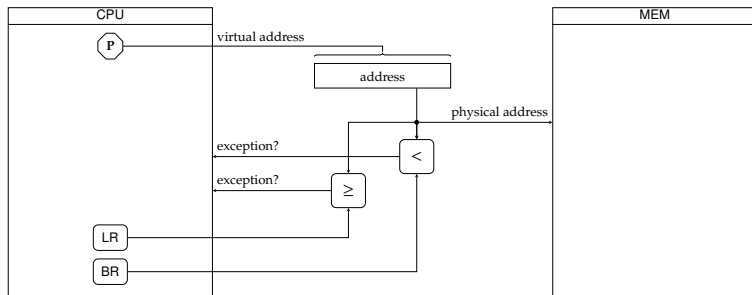 CPU
MEM
P
virtual address
address
physical address
exception?
<
exception?
≥
LR
BR